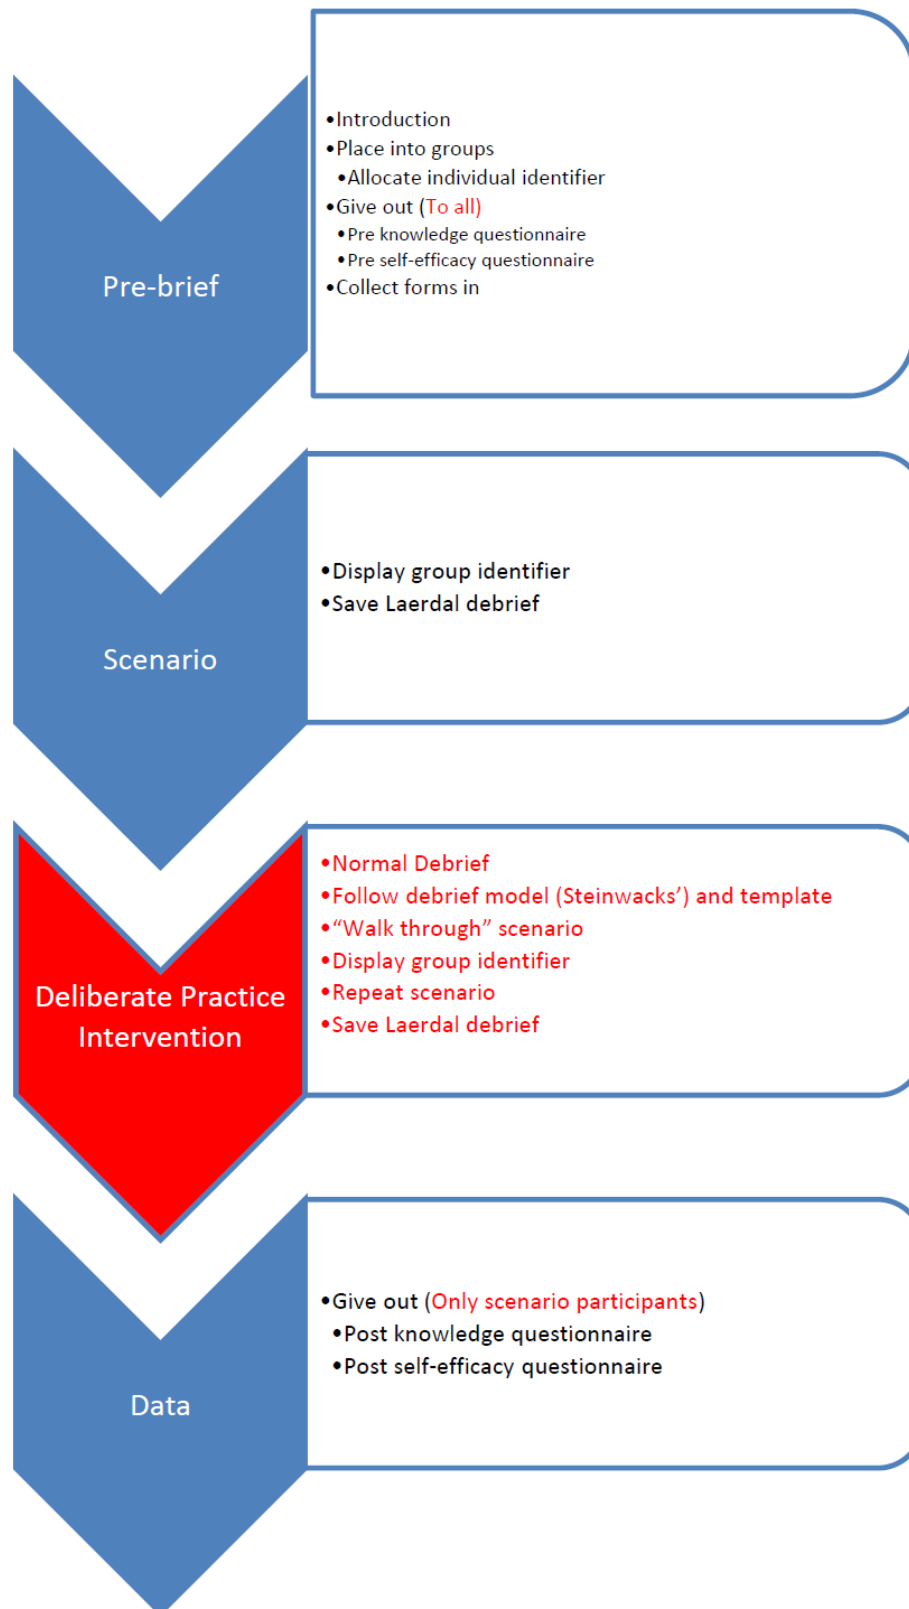 Pre-brief
•Introduction
•Place into groups
•Allocate individual identifier
•Give out (To all)
•Pre knowledge questionnaire
•Pre self-efficacy questionnaire
•Collect forms in
Scenario
•Display group identifier
•Save Laerdal debrief
Deliberate Practice
Intervention
•Normal Debrief
•Follow debrief model (Steinwacks’) and template
•“Walk through” scenario
•Display group identifier
•Repeat scenario
•Save Laerdal debrief
Data
•Give out (Only scenario participants)
•Post knowledge questionnaire
•Post self-efficacy questionnaire